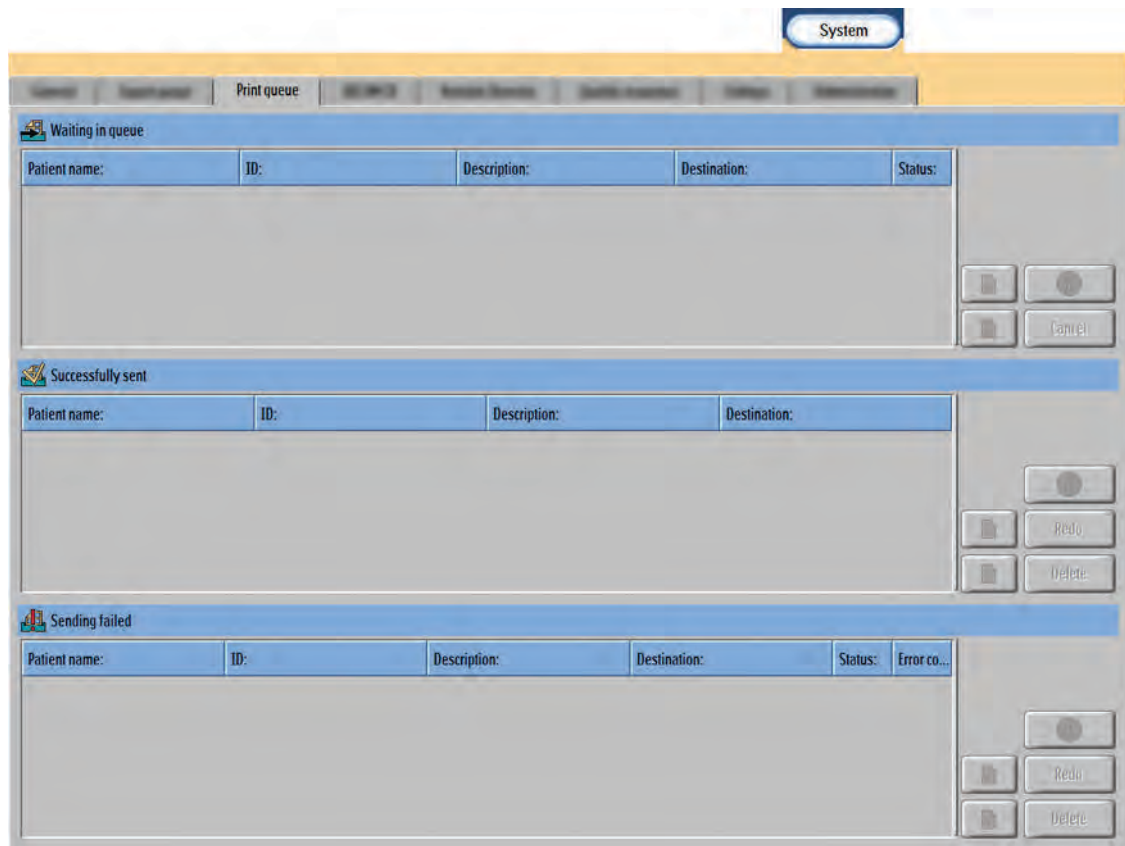 System
Print queue
Waiting in queue
Patient name: ID: Description: Destination: Status:
Cancel
Successfully sent
Patient name: ID: Description: Destination:
Redo
Delete
Sending failed
Patient name: ID: Description: Destination: Status: Error co...
Redo
Delete